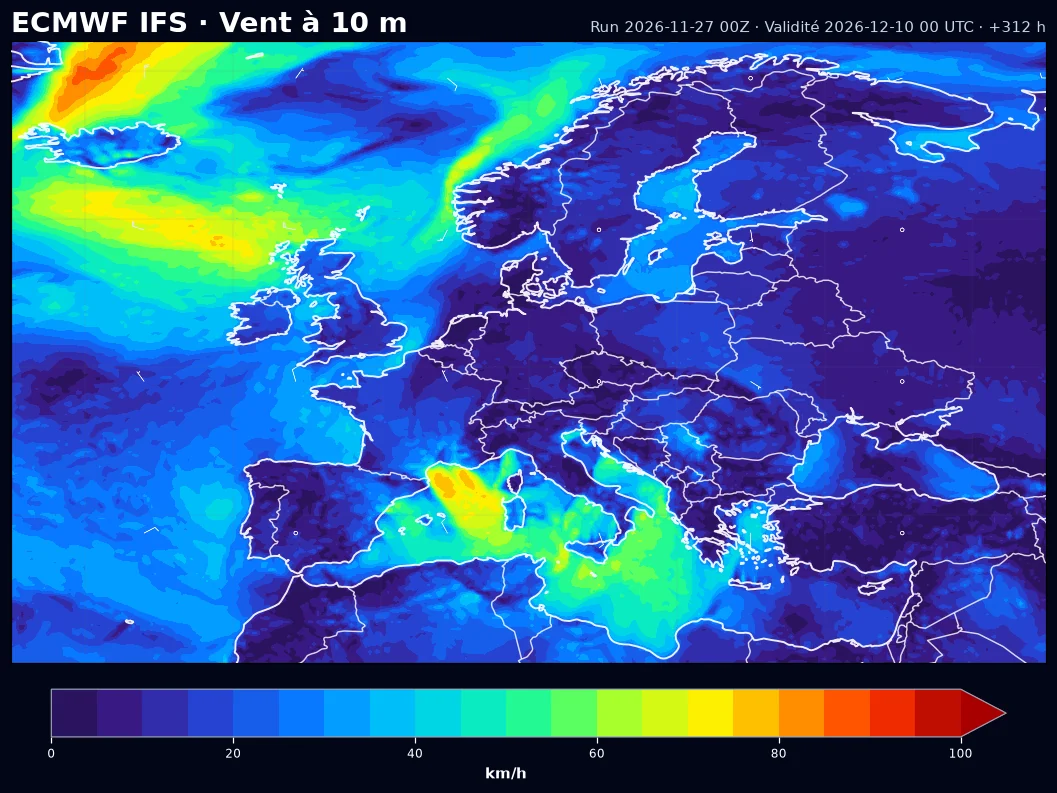 ECMWF IFS · Vent à 10 m
Run 2026-11-27 00Z · Validité 2026-12-10 00 UTC · +312 h
0 20 40 60 80 100
km/h